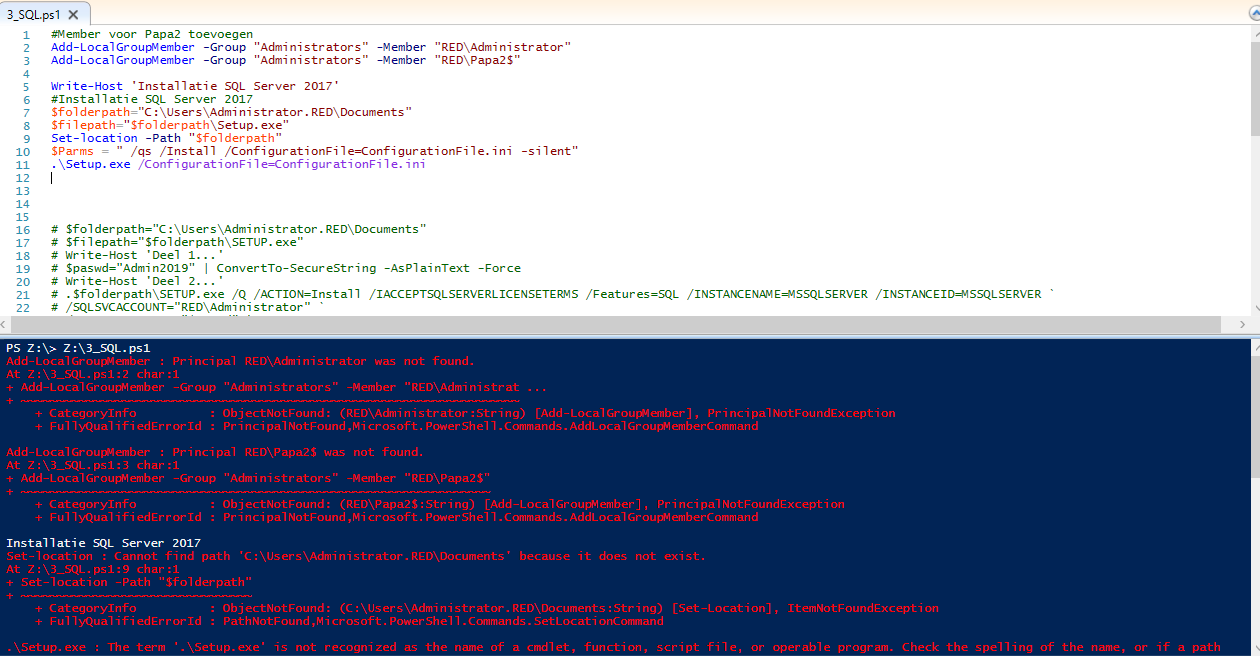 3_SQL.ps1
1 #Member voor Papa2 toevoegen
2 Add-LocalGroupMember -Group "Administrators" -Member "RED\Administrator"
3 Add-LocalGroupMember -Group "Administrators" -Member "RED\Papa2$"
4
5 Write-Host 'Installatie SQL Server 2017'
6 #Installatie SQL Server 2017
7 $folderpath="C:\Users\Administrator.RED\Documents"
8 $filepath="$folderpath\Setup.exe"
9 Set-location -Path "$folderpath"
10 $Parms = " /qs /Install /ConfigurationFile=ConfigurationFile.ini -silent"
11 .\Setup.exe /ConfigurationFile=ConfigurationFile.ini
12
13
14
15
16 # $folderpath="C:\Users\Administrator.RED\Documents"
17 # $filepath="$folderpath\SETUP.exe"
18 # Write-Host 'Deel 1...'
19 # $paswd="Admin2019" | ConvertTo-SecureString -AsPlainText -Force
20 # Write-Host 'Deel 2...'
21 # .$folderpath\SETUP.exe /Q /ACTION=Install /IACCEPTSQLSERVERLICENSETERMS /Features=SQL /INSTANCENAME=MSSQLSERVER /INSTANCEID=MSSQLSERVER `
22 # /SQLSVCACCOUNT="RED\Administrator" `
PS Z:\> Z:\3_SQL.ps1
Add-LocalGroupMember : Principal RED\Administrator was not found.
At Z:\3_SQL.ps1:2 char:1
+ Add-LocalGroupMember -Group "Administrators" -Member "RED\Administrat ...
+ ~~~~~~~~~~~~~~~~~~~~~~~~~~~~~~~~~~~~~~~~~~~~~~~~~~~~~~~~~~~~~~~~~~~~~
+ CategoryInfo : ObjectNotFound: (RED\Administrator:String) [Add-LocalGroupMember], PrincipalNotFoundException
+ FullyQualifiedErrorId : PrincipalNotFound,Microsoft.PowerShell.Commands.AddLocalGroupMemberCommand
Add-LocalGroupMember : Principal RED\Papa2$ was not found.
At Z:\3_SQL.ps1:3 char:1
+ Add-LocalGroupMember -Group "Administrators" -Member "RED\Papa2$"
+ ~~~~~~~~~~~~~~~~~~~~~~~~~~~~~~~~~~~~~~~~~~~~~~~~~~~~~~~~~~~~~~~~~
+ CategoryInfo : ObjectNotFound: (RED\Papa2$:String) [Add-LocalGroupMember], PrincipalNotFoundException
+ FullyQualifiedErrorId : PrincipalNotFound,Microsoft.PowerShell.Commands.AddLocalGroupMemberCommand
Installatie SQL Server 2017
Set-location : Cannot find path 'C:\Users\Administrator.RED\Documents' because it does not exist.
At Z:\3_SQL.ps1:9 char:1
+ Set-location -Path "$folderpath"
+ ~~~~~~~~~~~~~~~~~~~~~~~~~~~~~~~~
+ CategoryInfo : ObjectNotFound: (C:\Users\Administrator.RED\Documents:String) [Set-Location], ItemNotFoundException
+ FullyQualifiedErrorId : PathNotFound,Microsoft.PowerShell.Commands.SetLocationCommand
.\Setup.exe : The term '.\Setup.exe' is not recognized as the name of a cmdlet, function, script file, or operable program. Check the spelling of the name, or if a path